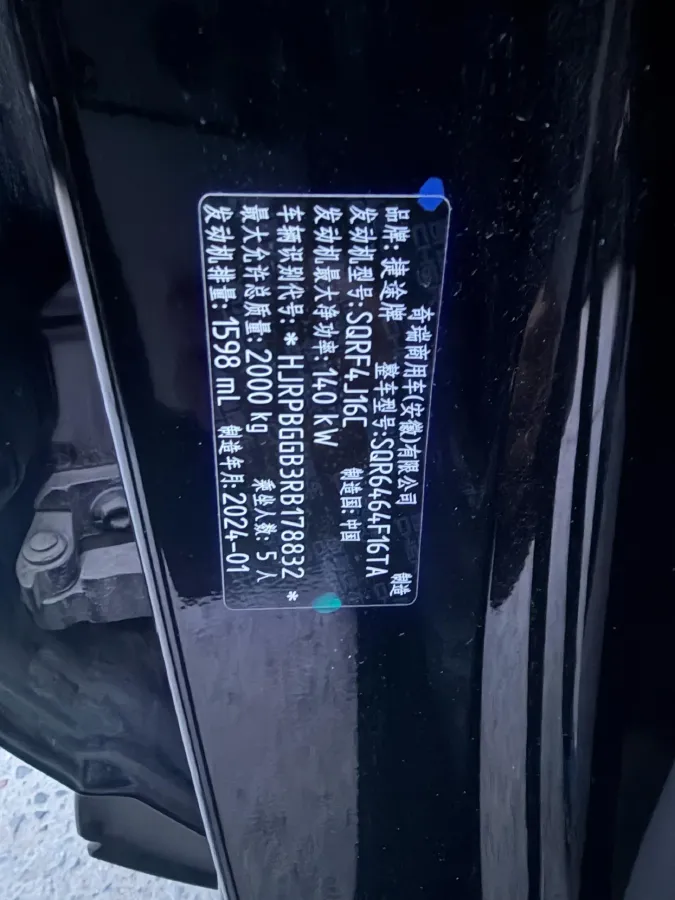 奇瑞商用车(安徽)有限公司 制造
品牌: 捷途牌 整车型号:SQR6464F16TA
发动机型号:SQRF4J16C 制造国: 中国
发动机最大净功率: 140 kW
车辆识别代号: * HJRPBGGB3RB178832 *
最大允许总质量: 2000 kg 乘坐人数: 5 人
发动机排量: 1598 mL 制造年月: 2024-01